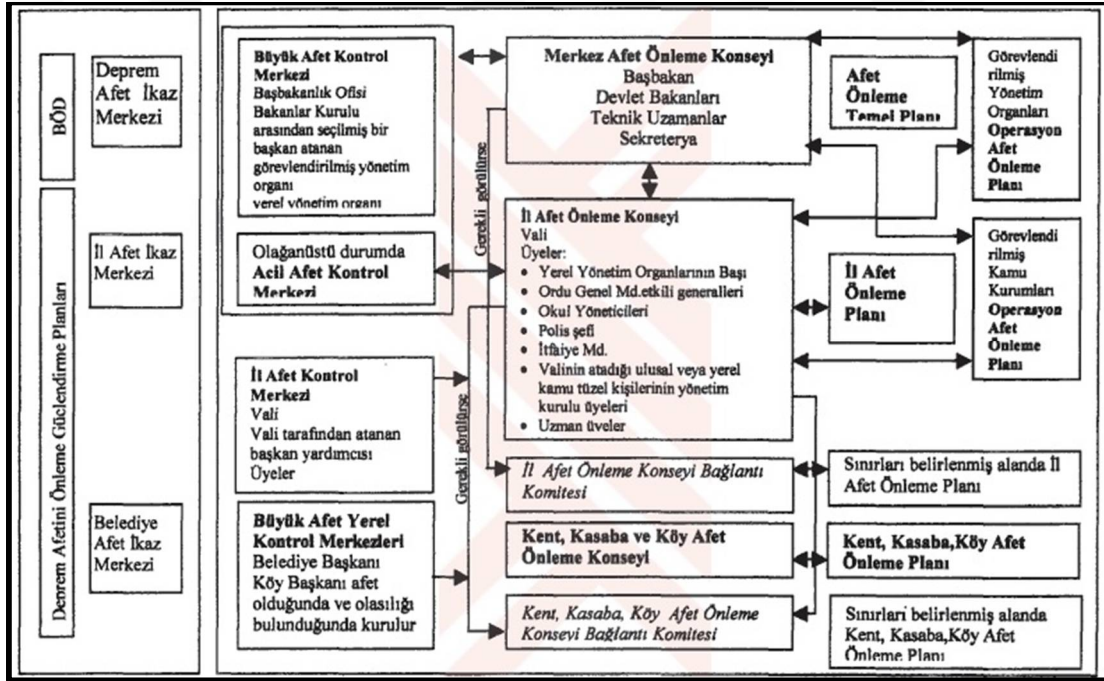 BÖD
Deprem
Afet İkaz
Merkezi
Deprem Afetini Önleme Güclendirme Planları
İl Afet İkaz
Merkezi
Belediye
Afet İkaz
Merkezi
Büyük Afet Kontrol
Merkezi
Başbakanlık Ofisi
Bakanlar Kurulu
arasından seçilmiş bir
başkan atanan
görevlendirilmiş yönetim
organı
yerel yönetim organı
Olağanüstü durumda
Acil Afet Kontrol
Merkezi
İl Afet Kontrol
Merkezi
Vali
Vali tarafından atanan
başkan yardımcısı
Üyeler
Büyük Afet Yerel
Kontrol Merkezleri
Belediye Başkanı
Köy Başkanı afet
olduğunda ve olasılığı
bulunduğunda kurulur
Gerekli görülürse
Gerekli görülürse
Merkez Afet Önleme Konseyi
Başbakan
Devlet Bakanları
Teknik Uzamanlar
Sekreterya
İl Afet Önleme Konseyi
Vali
Üyeler:
• Yerel Yönetim Organlarının Başı
• Ordu Genel Md.etkili generalleri
• Okul Yöneticileri
• Polis şefi
• İtfaiye Md.
• Valinin atadığı ulusal veya yerel
kamu tüzel kişilerinin yönetim
kurulu üyeleri
• Uzman üveler
İl Afet Önleme Konseyi Bağlantı
Komitesi
Kent, Kasaba ve Köy Afet
Önleme Konseyi
Kent, Kasaba, Köy Afet Önleme
Konsevi Bağlantı Komitesi
Afet
Önleme
Temel Planı
İl Afet
Önleme
Planı
Görevlendi
rilmiş
Yönetim
Organları
Operasyon
Afet
Önleme
Planı
Görevlendi
rilmiş
Kamu
Kurumları
Operasyon
Afet
Önleme
Planı
Sınırları belirlenmiş alanda İl
Afet Önleme Planı
Kent, Kasaba,Köy Afet
Önleme Planı
Sınırlari belirlenmiş alanda
Kent, Kasaba,Köy Afet
Önleme Planı